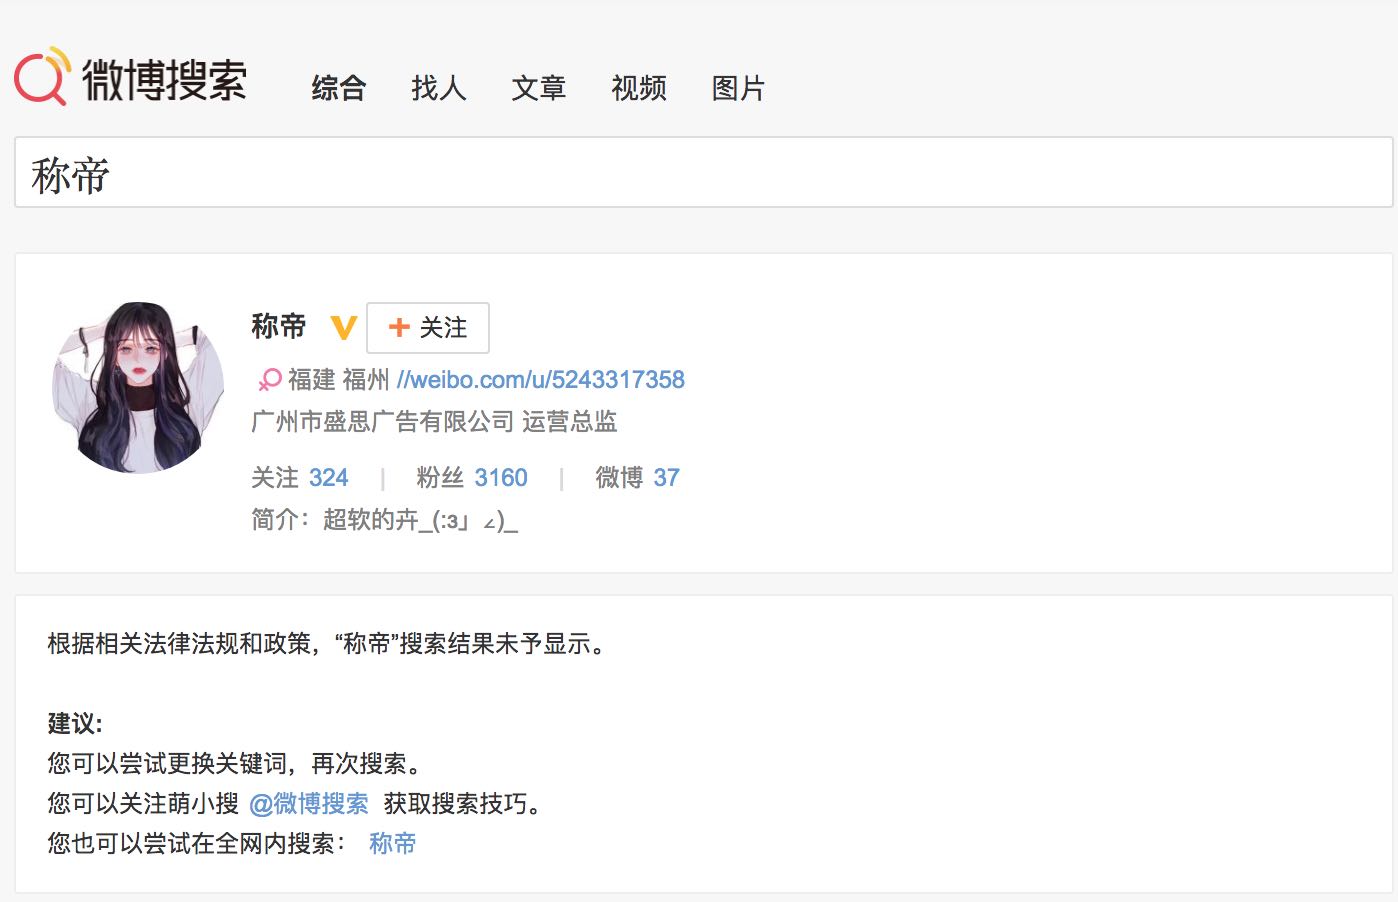 微博搜索 综合 找人 文章 视频 图片
称帝
称帝 V + 关注
福建 福州 //weibo.com/u/5243317358
广州市盛思广告有限公司 运营总监
关注 324 | 粉丝 3160 | 微博 37
简介：超软的卉_(:з」∠)_
根据相关法律法规和政策，“称帝”搜索结果未予显示。
建议:
您可以尝试更换关键词，再次搜索。
您可以关注萌小搜 @微博搜索 获取搜索技巧。
您也可以尝试在全网内搜索： 称帝